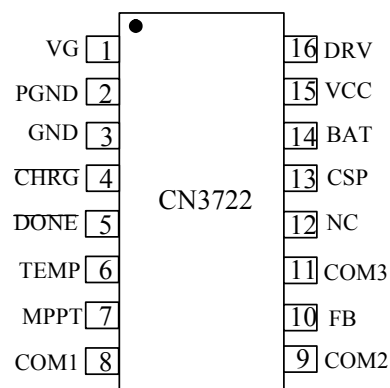 VG 1 16 DRV
PGND 2 15 VCC
GND 3 14 BAT
CHRG 4 13 CSP
CN3722
DONE 5 12 NC
TEMP 6 11 COM3
MPPT 7 10 FB
COM1 8 9 COM2